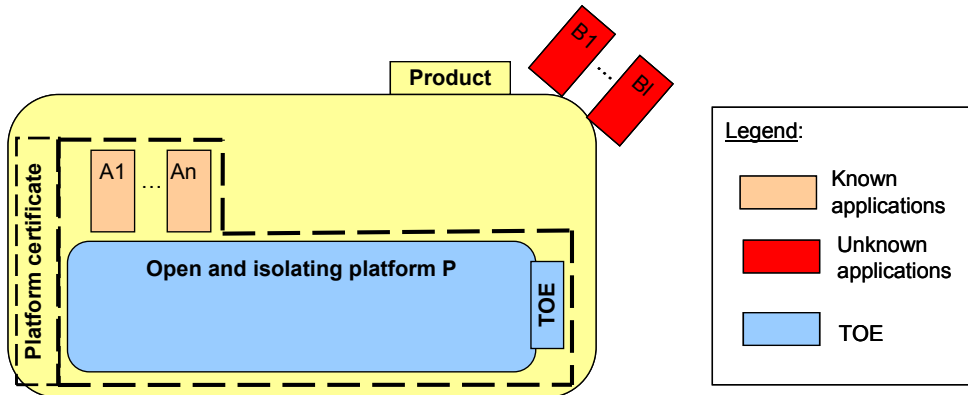 B1
...
Bl
Product
Platform certificate
A1
...
An
Open and isolating platform P
TOE
Legend:
Known
applications
Unknown
applications
TOE